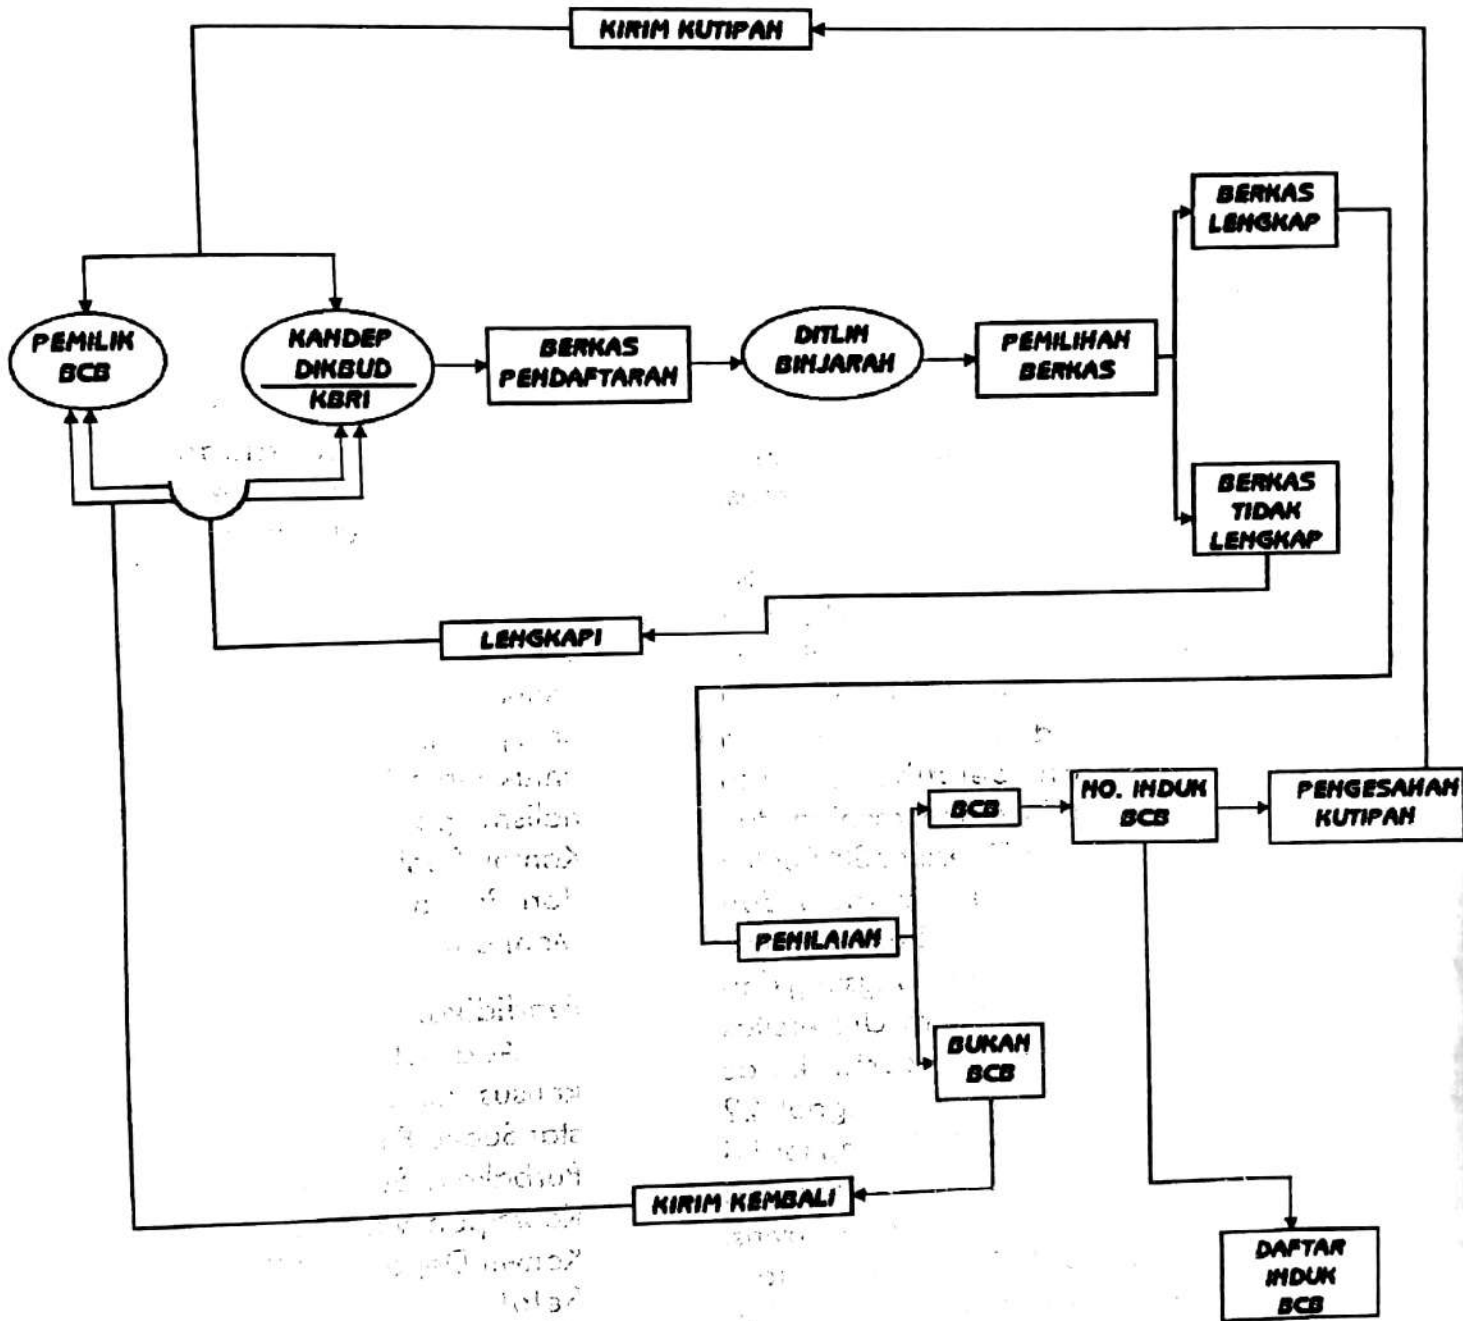 KIRIM KUTIPAN
BERKAS
LENGKAP
PEMILIK
BCB
KANDEP
DIKBUD
KBRI
BERKAS
PENDAFTARAN
DITLIN
BINJARAH
PEMILIHAN
BERKAS
BERKAS
TIDAK
LENGKAP
LENGKAPI
BCB
NO. INDUK
BCB
PENGESAHAN
KUTIPAN
PENILAIAN
BUKAN
BCB
KIRIM KEMBALI
DAFTAR
INDUK
BCB